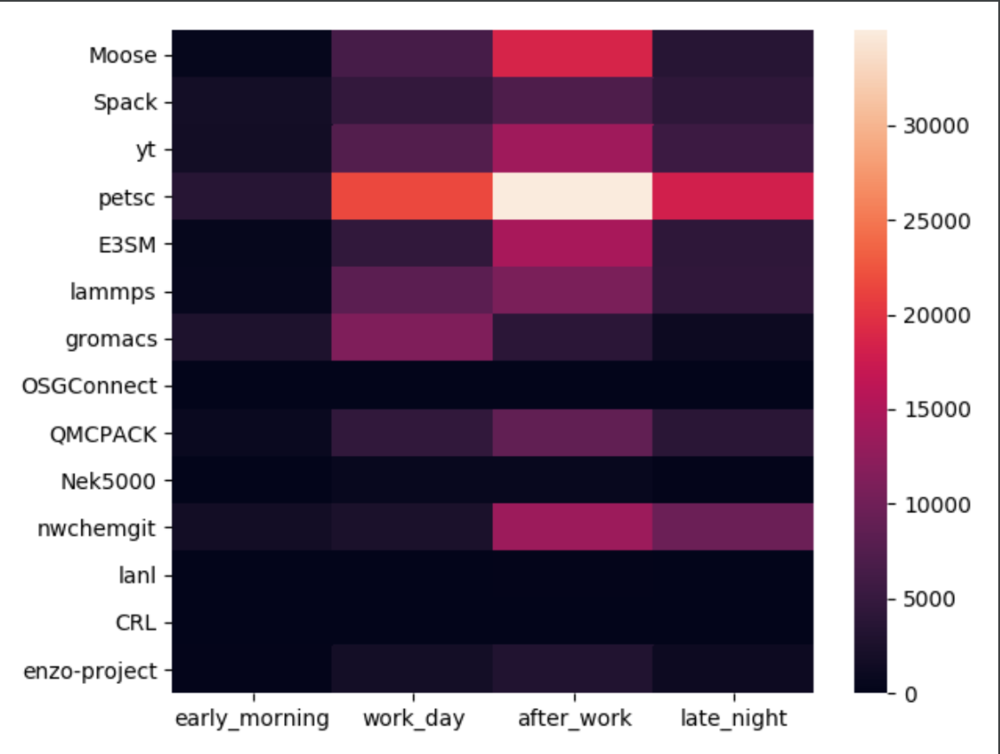 Moose
Spack
yt
petsc
E3SM
lammps
gromacs
OSGConnect
QMCPACK
Nek5000
nwchemgit
lanl
CRL
enzo-project
early_morning work_day after_work late_night
30000
25000
20000
15000
10000
5000
0